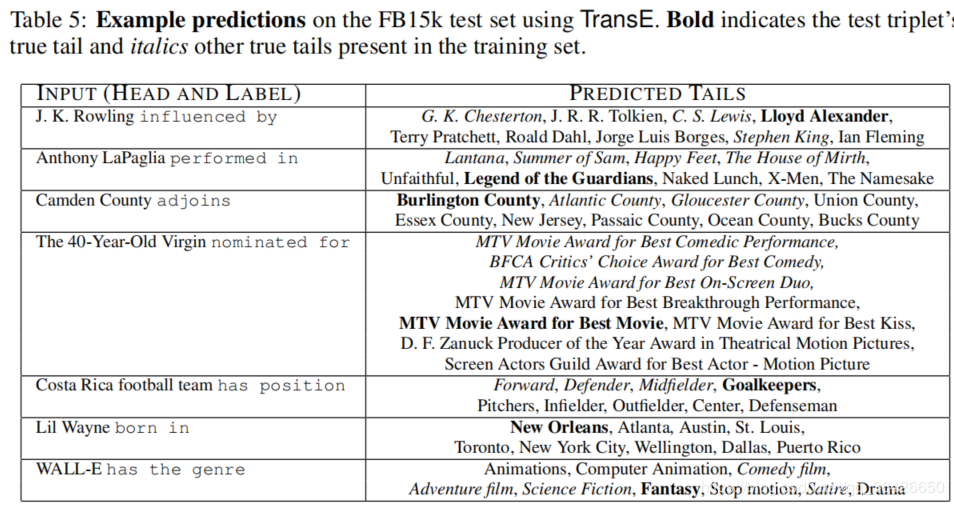 Table 5: Example predictions on the FB15k test set using TransE. Bold indicates the test triplet's
true tail and italics other true tails present in the training set.
INPUT (HEAD AND LABEL) PREDICTED TAILS
J. K. Rowling influenced by G. K. Chesterton, J. R. R. Tolkien, C. S. Lewis, Lloyd Alexander,
Terry Pratchett, Roald Dahl, Jorge Luis Borges, Stephen King, Ian Fleming
Anthony LaPaglia performed in Lantana, Summer of Sam, Happy Feet, The House of Mirth,
Unfaithful, Legend of the Guardians, Naked Lunch, X-Men, The Namesake
Camden County adjoins Burlington County, Atlantic County, Gloucester County, Union County,
Essex County, New Jersey, Passaic County, Ocean County, Bucks County
The 40-Year-Old Virgin nominated for MTV Movie Award for Best Comedic Performance,
BFCA Critics' Choice Award for Best Comedy,
MTV Movie Award for Best On-Screen Duo,
MTV Movie Award for Best Breakthrough Performance,
MTV Movie Award for Best Movie, MTV Movie Award for Best Kiss,
D. F. Zanuck Producer of the Year Award in Theatrical Motion Pictures,
Screen Actors Guild Award for Best Actor - Motion Picture
Costa Rica football team has position Forward, Defender, Midfielder, Goalkeepers,
Pitchers, Infielder, Outfielder, Center, Defenseman
Lil Wayne born in New Orleans, Atlanta, Austin, St. Louis,
Toronto, New York City, Wellington, Dallas, Puerto Rico
WALL-E has the genre Animations, Computer Animation, Comedy film,
Adventure film, Science Fiction, Fantasy, Stop motion, Satire, Drama